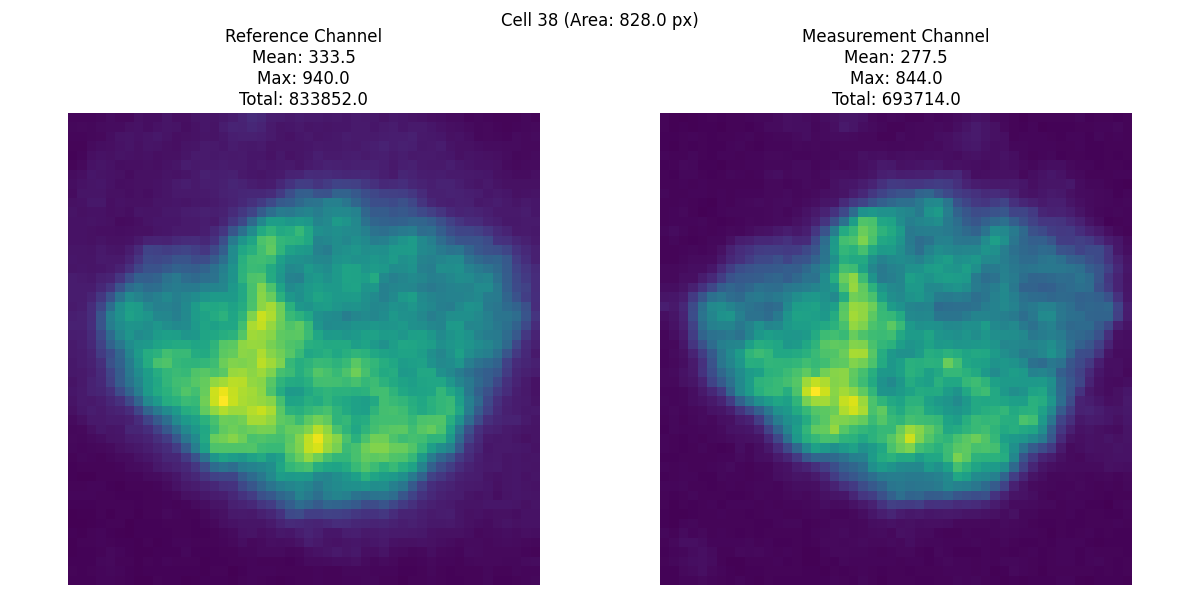 Cell 38 (Area: 828.0 px)
Reference Channel
Mean: 333.5
Max: 940.0
Total: 833852.0
Measurement Channel
Mean: 277.5
Max: 844.0
Total: 693714.0